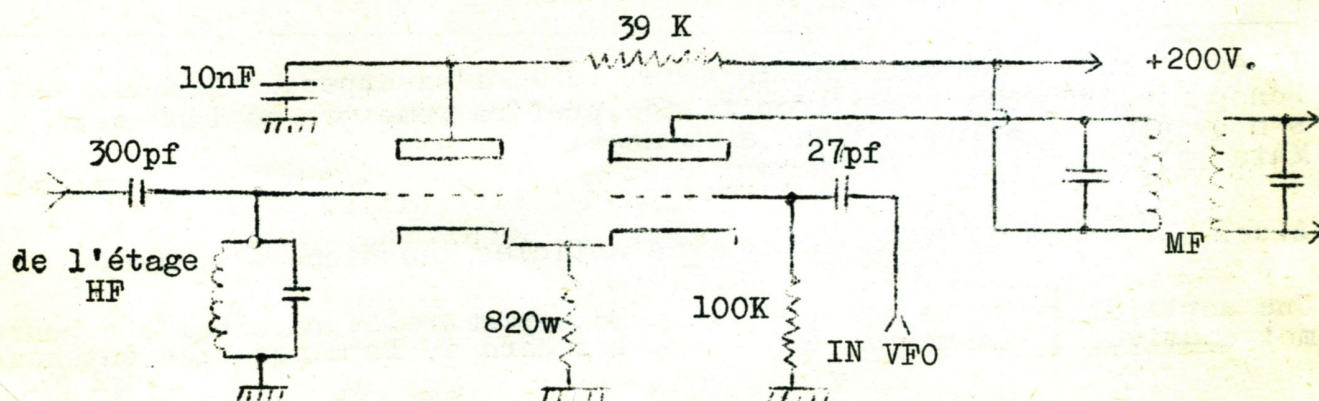 39 K
10nF
+200V.
300pf
27pf
de l'étage
HF
MF
820w
100K
IN VFO